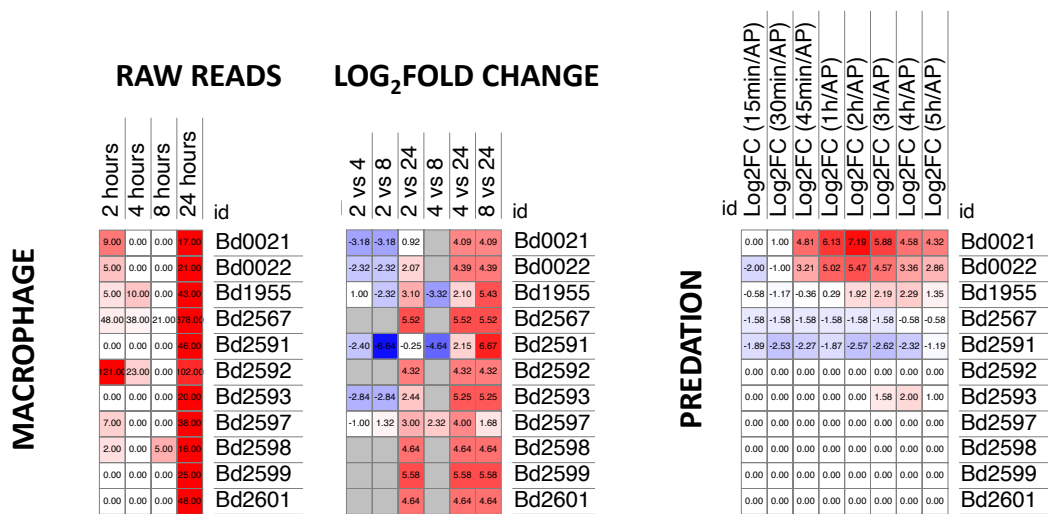 RAW READS
LOG2FOLD CHANGE
MACROPHAGE
PREDATION
2 hours
4 hours
8 hours
24 hours
id
2 vs 4
2 vs 8
2 vs 24
4 vs 8
4 vs 24
8 vs 24
id
id
Log2FC (15min/AP)
Log2FC (30min/AP)
Log2FC (45min/AP)
Log2FC (1h/AP)
Log2FC (2h/AP)
Log2FC (3h/AP)
Log2FC (4h/AP)
Log2FC (5h/AP)
9.00 0.00 0.00 17.00 -3.18 -3.18 0.92 4.09 4.09 Bd0021 0.00 1.00 4.81 6.13 7.19 5.88 4.58 4.32 Bd0021
5.00 0.00 0.00 21.00 Bd0022 -2.32 -2.32 2.07 4.39 4.39 Bd0022 -2.00 -1.00 3.21 5.02 5.47 4.57 3.36 2.86 Bd0022
5.00 10.00 0.00 43.00 Bd1955 1.00 -2.32 3.10 -3.32 2.10 5.43 Bd1955 -0.58 -1.17 -0.36 0.29 1.92 2.19 2.29 1.35 Bd1955
48.00 38.00 21.00 378.00 Bd2567 5.52 5.52 5.52 Bd2567 -1.58 -1.58 -1.58 -1.58 -1.58 -1.58 -0.58 -0.58 Bd2567
0.00 0.00 0.00 46.00 Bd2591 -2.40 -6.64 -0.25 -4.64 2.15 6.67 Bd2591 -1.89 -2.53 -2.27 -1.87 -2.57 -2.62 -2.32 -1.19 Bd2591
121.00 23.00 0.00 102.00 Bd2592 4.32 4.32 4.32 Bd2592 0.00 0.00 0.00 0.00 0.00 0.00 0.00 0.00 Bd2592
0.00 0.00 0.00 20.00 Bd2593 -2.84 -2.84 2.44 5.25 5.25 Bd2593 0.00 0.00 0.00 0.00 0.00 1.58 2.00 1.00 Bd2593
7.00 0.00 0.00 38.00 Bd2597 -1.00 1.32 3.00 2.32 4.00 1.68 Bd2597 0.00 0.00 0.00 0.00 0.00 0.00 0.00 0.00 Bd2597
2.00 0.00 5.00 16.00 Bd2598 4.64 4.64 4.64 Bd2598 0.00 0.00 0.00 0.00 0.00 0.00 0.00 0.00 Bd2598
0.00 0.00 0.00 25.00 Bd2599 5.58 5.58 5.58 Bd2599 0.00 0.00 0.00 0.00 0.00 0.00 0.00 0.00 Bd2599
0.00 0.00 0.00 48.00 Bd2601 4.64 4.64 4.64 Bd2601 0.00 0.00 0.00 0.00 0.00 0.00 0.00 0.00 Bd2601